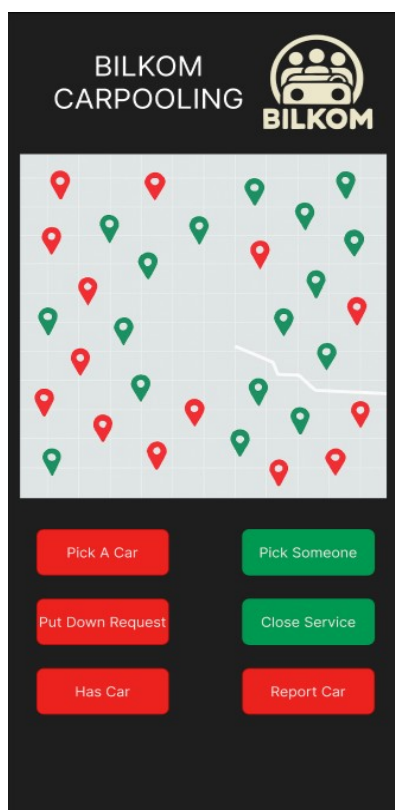 BILKOM
CARPOOLING
BILKOM
Pick A Car
Pick Someone
Put Down Request
Close Service
Has Car
Report Car